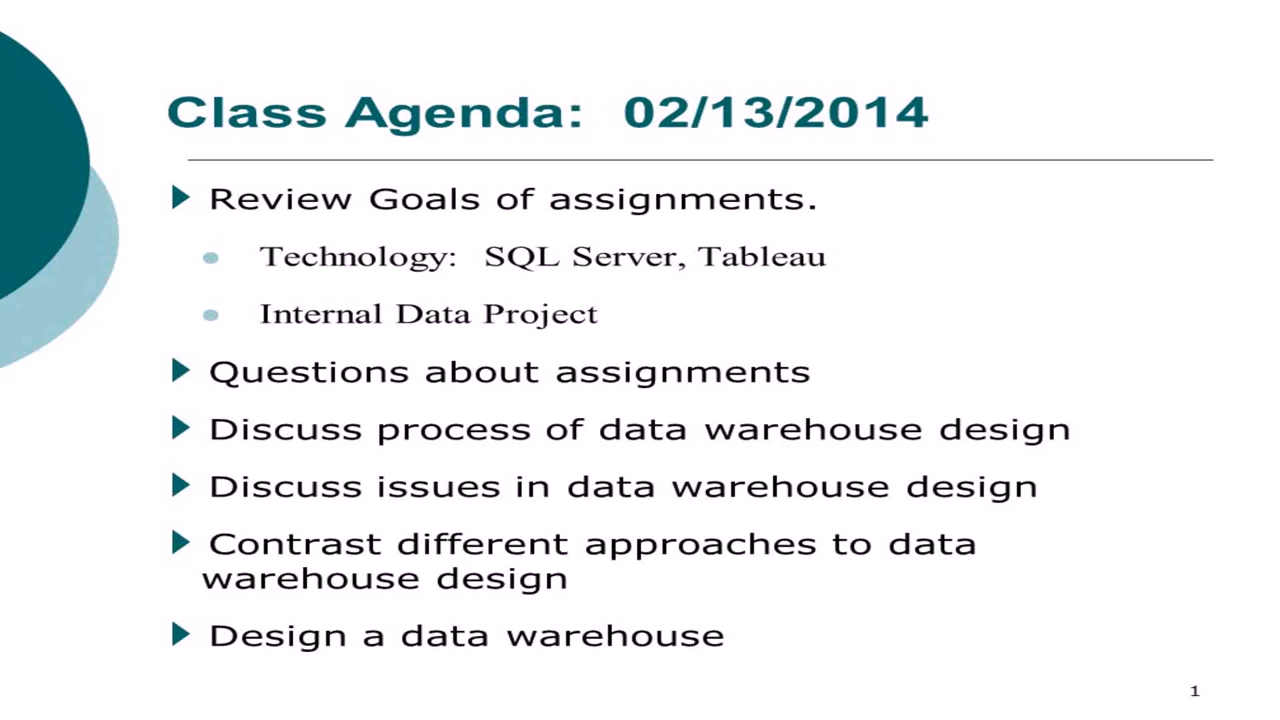 Class Agenda: 02/13/2014
Review Goals of assignments.
Technology: SQL Server, Tableau
Internal Data Project
Questions about assignments
Discuss process of data warehouse design
Discuss issues in data warehouse design
Contrast different approaches to data
warehouse design
Design a data warehouse
1